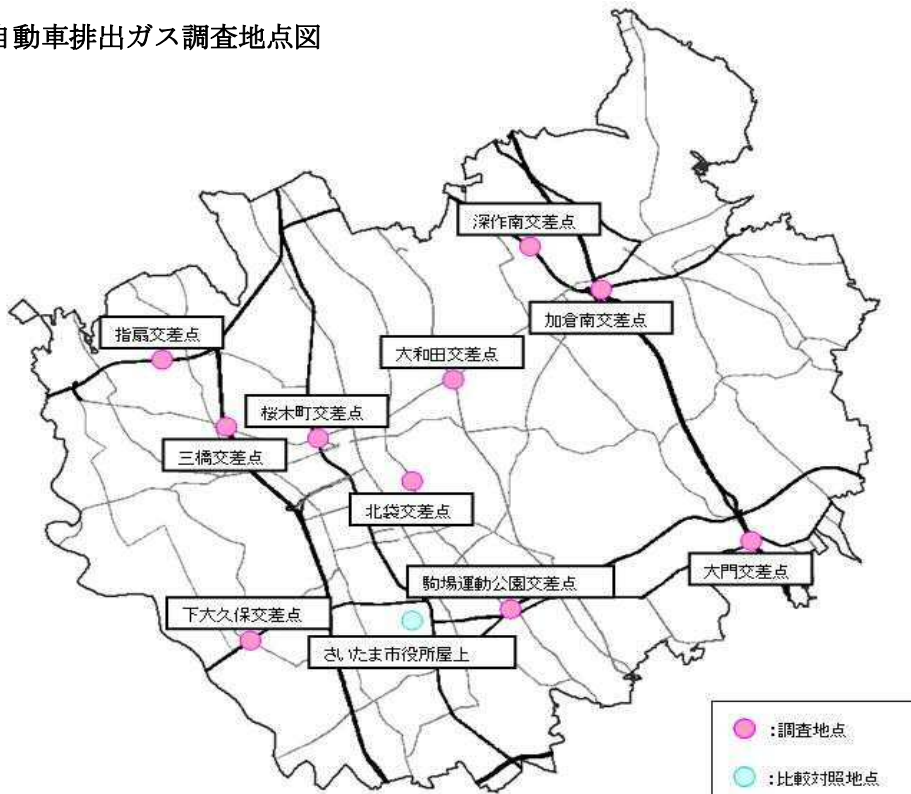 自動車排出ガス調査地点図
深作南交差点
加倉南交差点
指扇交差点
大和田交差点
桜木町交差点
三橋交差点
北袋交差点
大門交差点
駒場運動公園交差点
下大久保交差点
さいたま市役所屋上
:調査地点
:比較対照地点